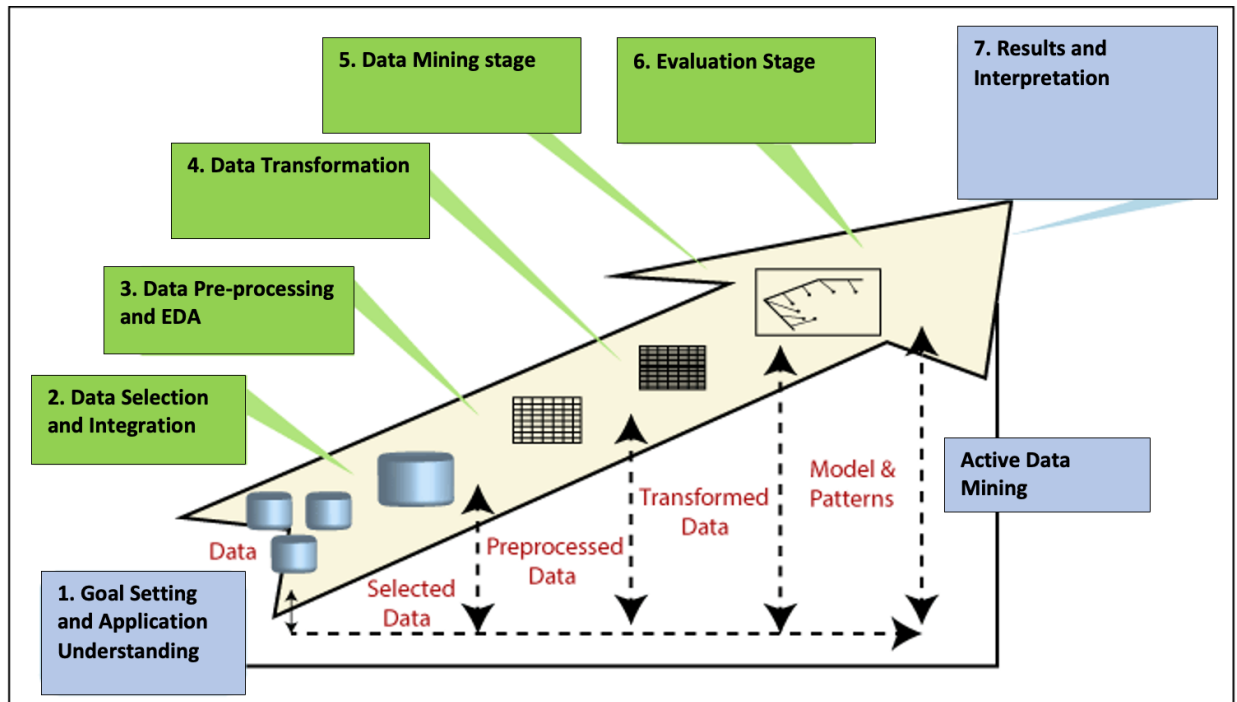 5. Data Mining stage
6. Evaluation Stage
7. Results and
Interpretation
4. Data Transformation
3. Data Pre-processing
and EDA
2. Data Selection
and Integration
Data
1. Goal Setting
and Application
Understanding
Selected
Data
Preprocessed
Data
Transformed
Data
Model &
Patterns
Active Data
Mining